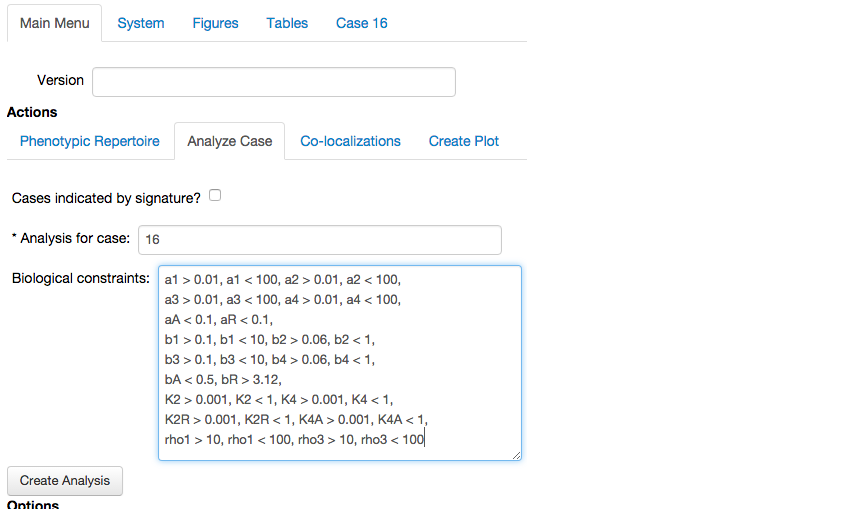 Main Menu System Figures Tables Case 16
Version
Actions
Phenotypic Repertoire Analyze Case Co-localizations Create Plot
Cases indicated by signature?
* Analysis for case: 16
Biological constraints: a1 > 0.01, a1 < 100, a2 > 0.01, a2 < 100,
a3 > 0.01, a3 < 100, a4 > 0.01, a4 < 100,
aA < 0.1, aR < 0.1,
b1 > 0.1, b1 < 10, b2 > 0.06, b2 < 1,
b3 > 0.1, b3 < 10, b4 > 0.06, b4 < 1,
bA < 0.5, bR > 3.12,
K2 > 0.001, K2 < 1, K4 > 0.001, K4 < 1,
K2R > 0.001, K2R < 1, K4A > 0.001, K4A < 1,
rho1 > 10, rho1 < 100, rho3 > 10, rho3 < 100
Create Analysis
Options